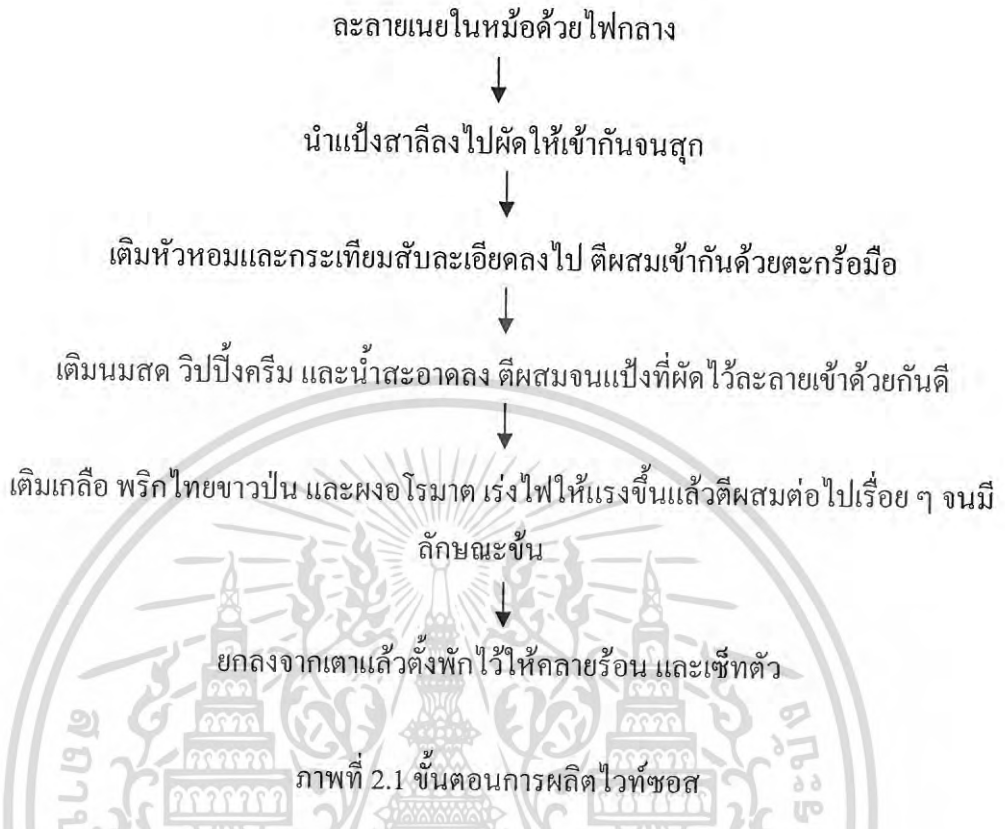 ละลายเนยในหม้อด้วยไฟกลาง
นำแป้งสาลีลงไปผัดให้เข้ากันจนสุก
เติมหัวหอมและกระเทียมสับละเอียดลงไป ตีผสมเข้ากันด้วยตะกร้อมือ
เติมนมสด วิปปิ้งครีม และน้ำสะอาดลง ตีผสมจนแป้งที่ผัดไว้ละลายเข้าด้วยกันดี
เติมเกลือ พริกไทยขาวป่น และผงอโรมาต เร่งไฟให้แรงขึ้นแล้วตีผสมต่อไปเรื่อย ๆ จนมี
ลักษณะข้น
ยกลงจากเตาแล้วตั้งพักไว้ให้คลายร้อน และเซ็ทตัว
ภาพที่ 2.1 ขั้นตอนการผลิตไวท์ซอส